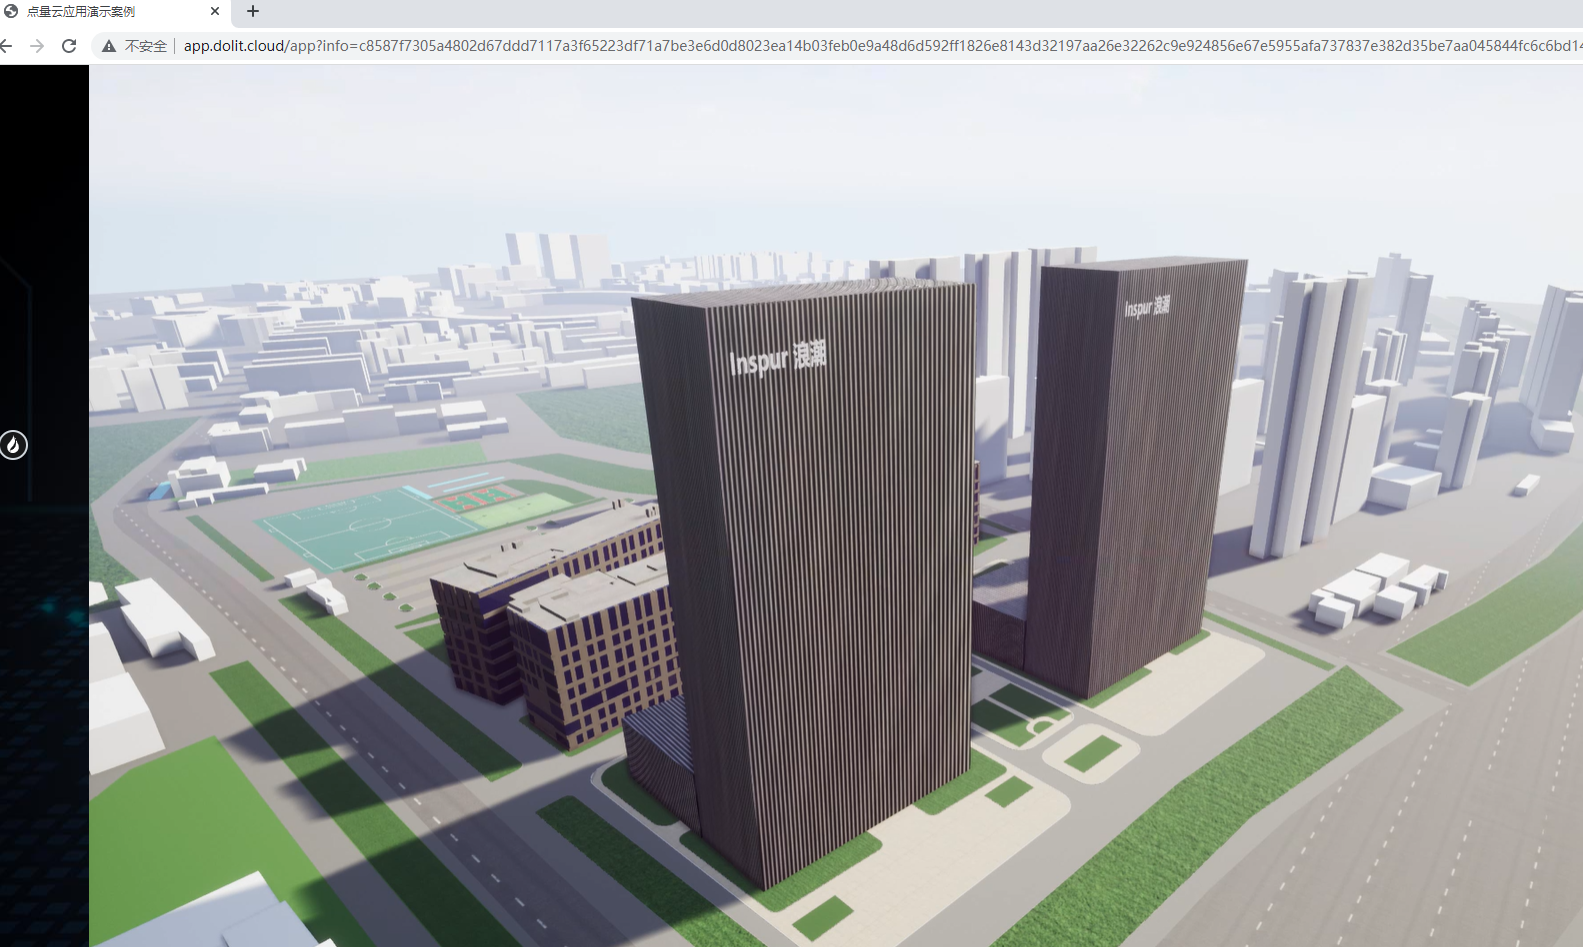 点量云应用演示案例
不安全 app.dolit.cloud/app?info=c8587f7305a4802d67ddd7117a3f65223df71a7be3e6d0d8023ea14b03feb0e9a48d6d592ff1826e8143d32197aa26e32262c9e924856e67e5955afa737837e382d35be7aa045844fc6c6bd14
Inspur 浪潮
Inspur 浪潮